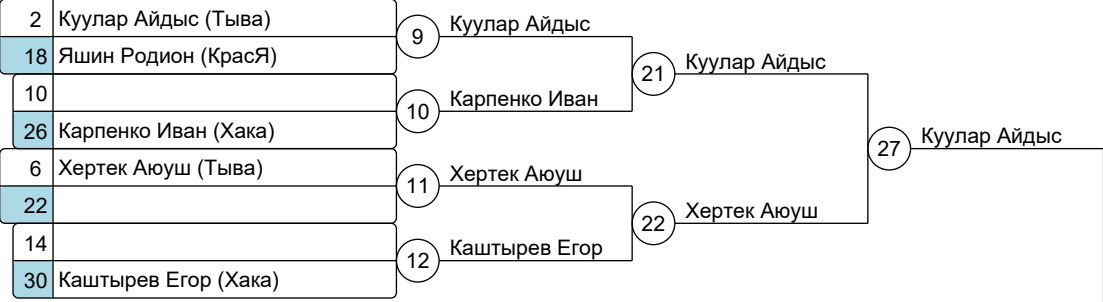 2 Куулар Айдыс (Тыва)
18 Яшин Родион (КрасЯ)
10
26 Карпенко Иван (Хака)
6 Хертек Аюуш (Тыва)
22
14
30 Каштырев Егор (Хака)
9 Куулар Айдыс
10 Карпенко Иван
11 Хертек Аюуш
12 Каштырев Егор
21 Куулар Айдыс
22 Хертек Аюуш
27 Куулар Айдыс